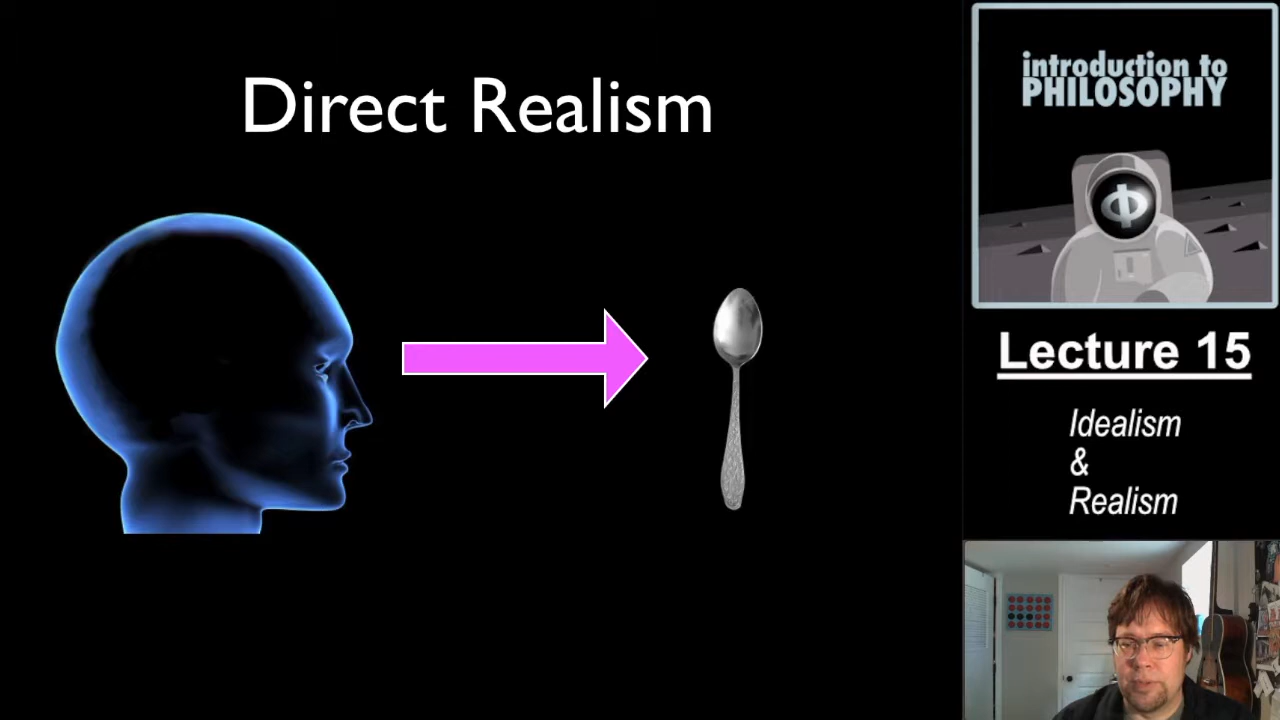 Direct Realism
introduction to
PHILOSOPHY
Φ
Lecture 15
Idealism
&
Realism